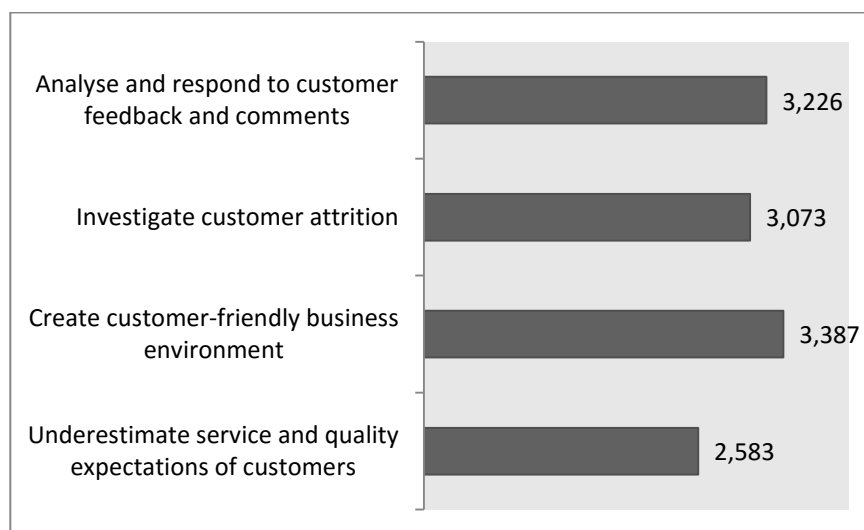 Analyse and respond to customer
feedback and comments
3,226
Investigate customer attrition
3,073
Create customer-friendly business
environment
3,387
Underestimate service and quality
expectations of customers
2,583